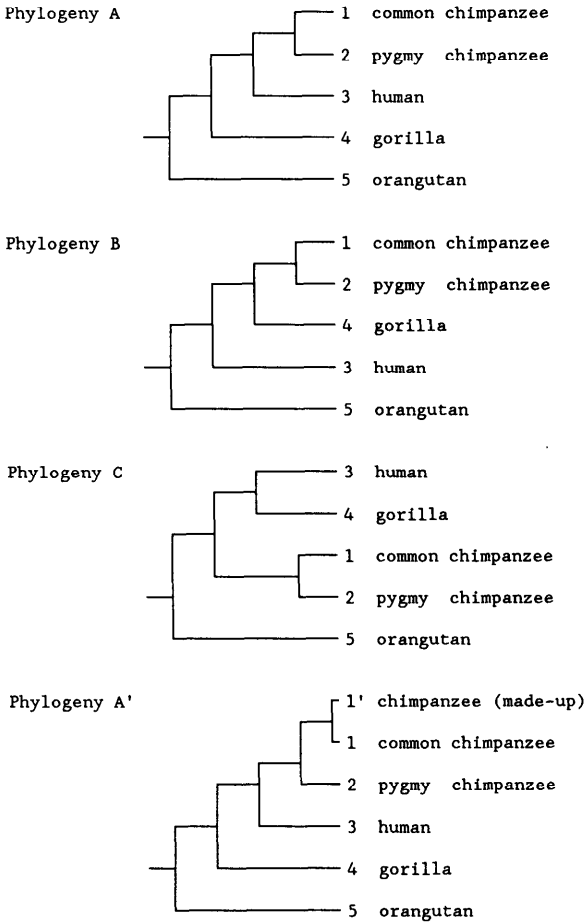 Phylogeny A
1 common chimpanzee
2 pygmy chimpanzee
3 human
4 gorilla
5 orangutan
Phylogeny B
1 common chimpanzee
2 pygmy chimpanzee
4 gorilla
3 human
5 orangutan
Phylogeny C
3 human
4 gorilla
1 common chimpanzee
2 pygmy chimpanzee
5 orangutan
Phylogeny A'
1' chimpanzee (made-up)
1 common chimpanzee
2 pygmy chimpanzee
3 human
4 gorilla
5 orangutan